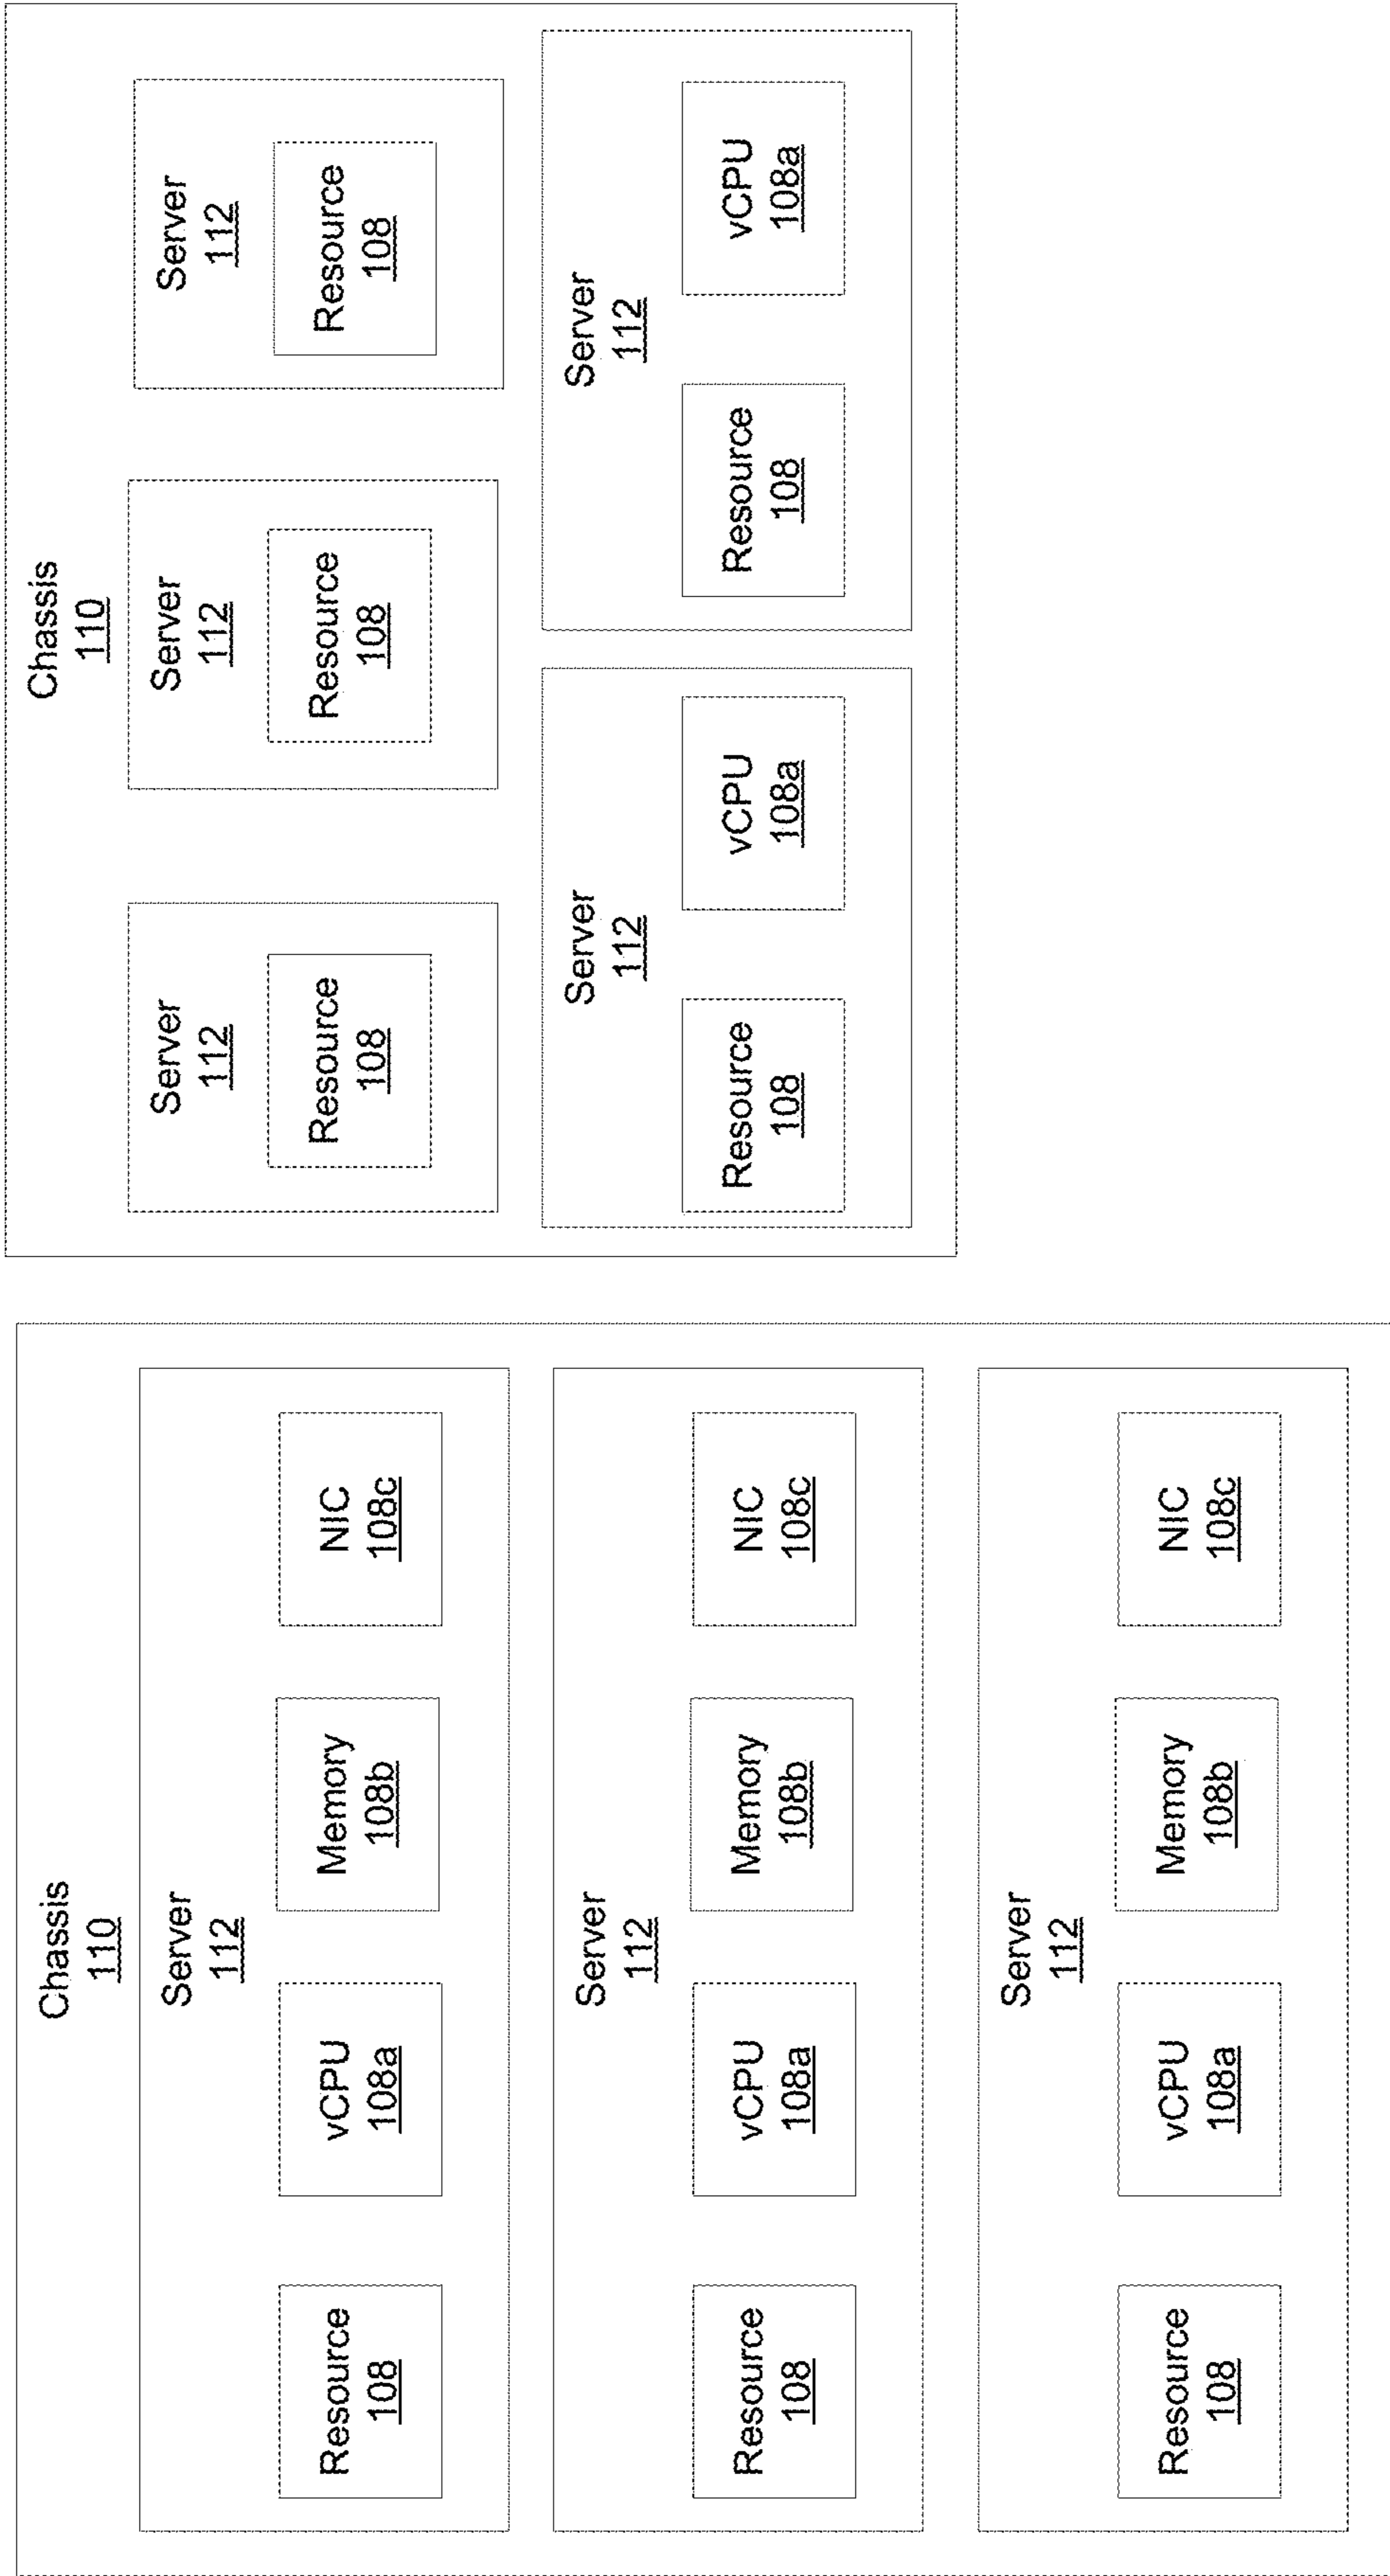 Chassis
110
Server
112
Resource
108
vCPU
108a
Memory
108b
NIC
108c
Server
112
Resource
108
vCPU
108a
Memory
108b
NIC
108c
Server
112
Resource
108
vCPU
108a
Memory
108b
NIC
108c
Chassis
110
Server
112
Resource
108
Server
112
Resource
108
Server
112
Resource
108
Server
112
Resource
108
vCPU
108a
Server
112
Resource
108
vCPU
108a